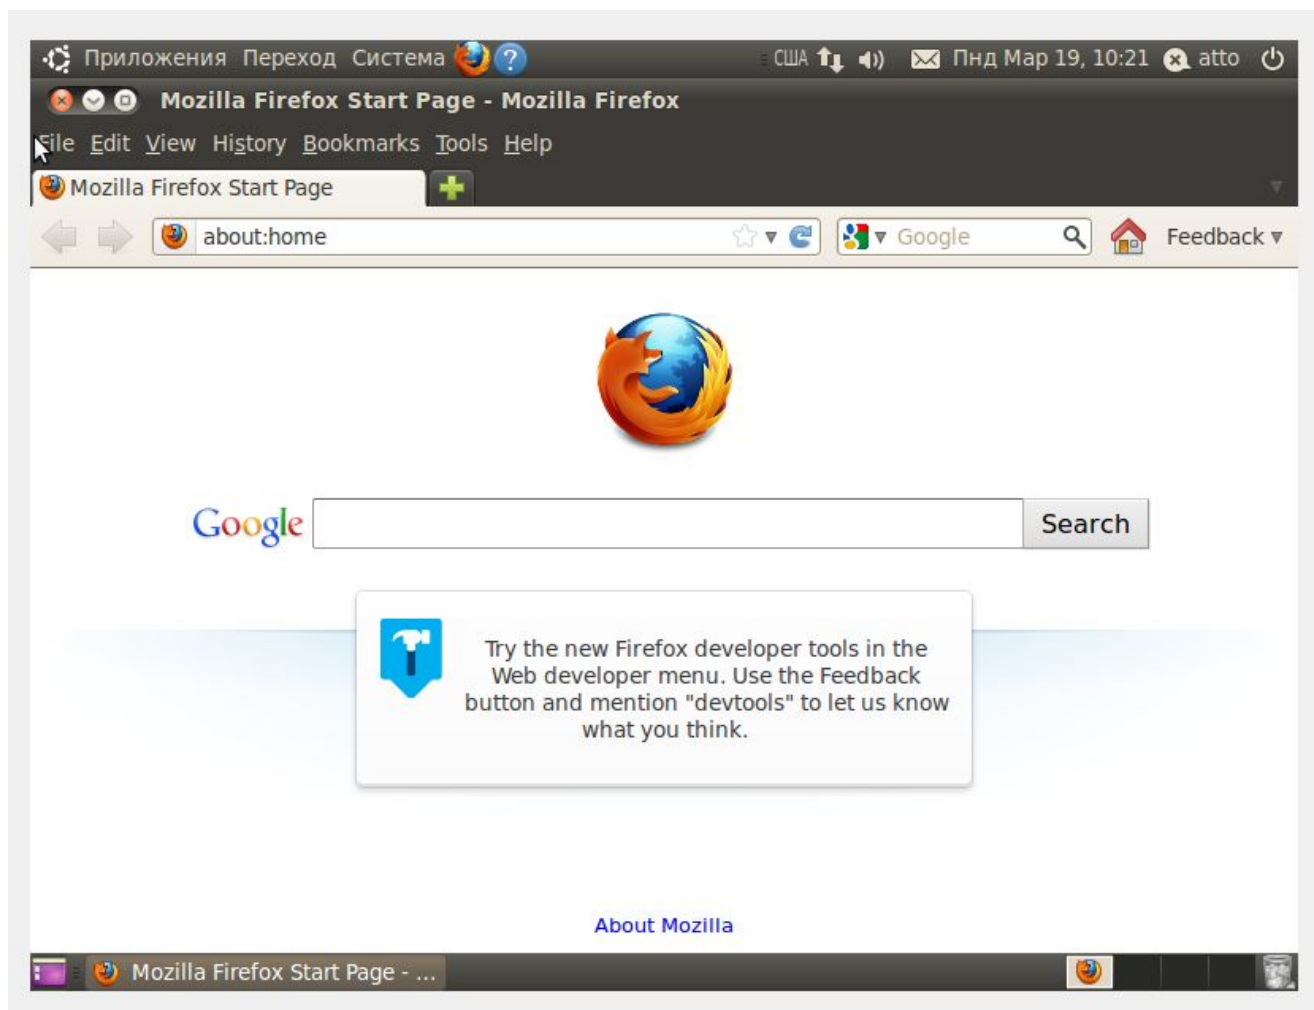 Приложения Переход Система ? США Пнд Мар 19, 10:21 atto
Mozilla Firefox Start Page - Mozilla Firefox
File Edit View History Bookmarks Tools Help
Mozilla Firefox Start Page
about:home Google Feedback
Google Search
Try the new Firefox developer tools in the
Web developer menu. Use the Feedback
button and mention "devtools" to let us know
what you think.
About Mozilla
Mozilla Firefox Start Page - ...